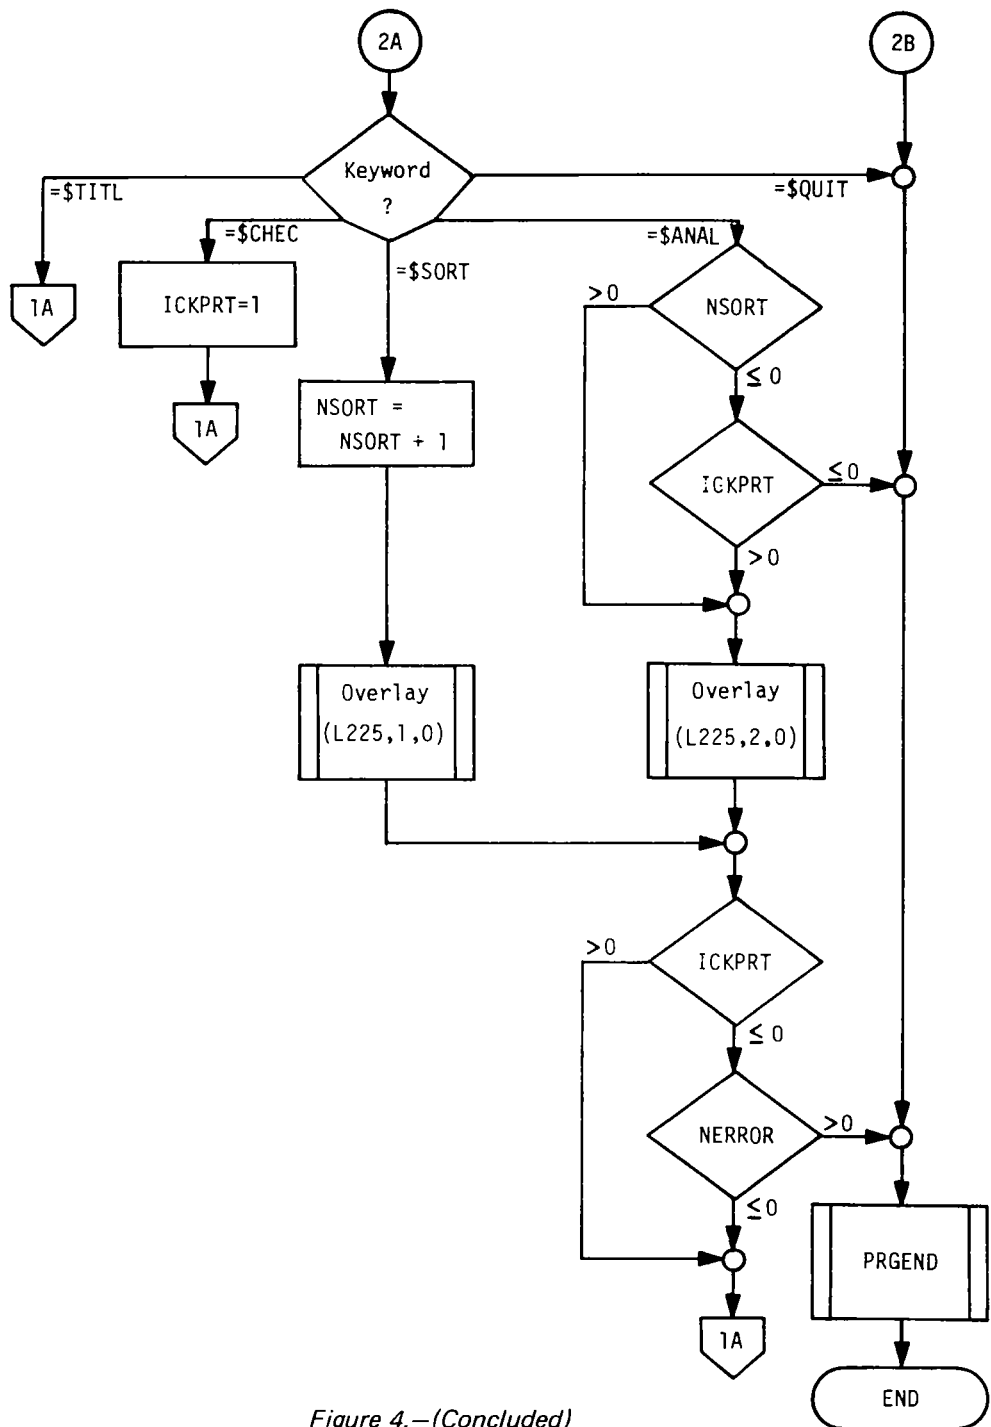 2A
2B
Keyword
?
=$TITL
=$QUIT
=$CHEC
=$ANAL
=$SORT
1A
ICKPRT=1
>0
NSORT
≤0
NSORT =
NSORT + 1
1A
ICKPRT
≤0
>0
Overlay
(L225,1,0)
Overlay
(L225,2,0)
>0
ICKPRT
≤0
NERROR
>0
≤0
PRGEND
1A
END
Figure 4.—(Concluded)